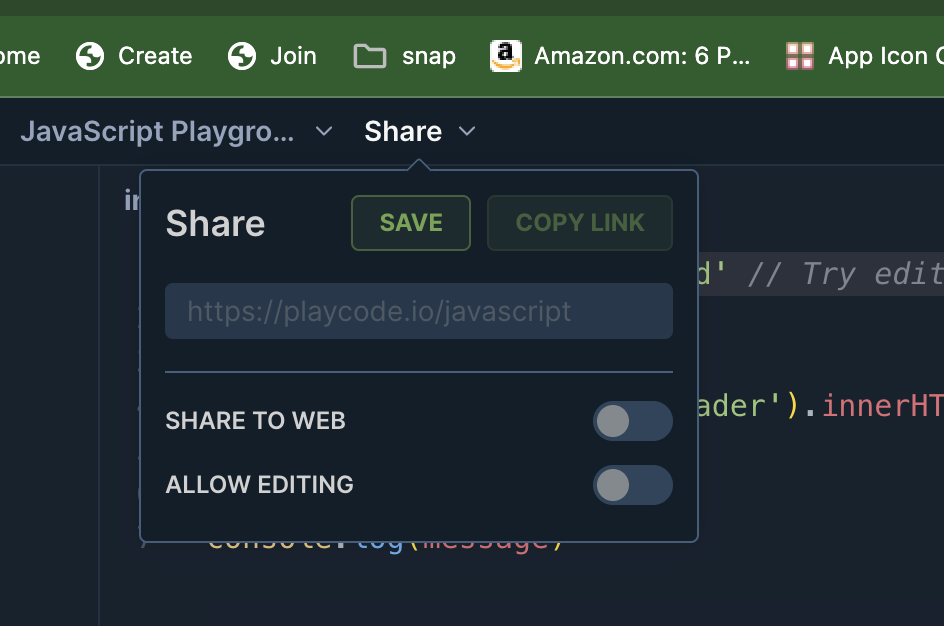 ome Create Join snap Amazon.com: 6 P... App Icon
JavaScript Playgro... Share
Share SAVE COPY LINK
d' // Try edit
https://playcode.io/javascript
ader').innerHT
SHARE TO WEB
ALLOW EDITING
console.log(message)